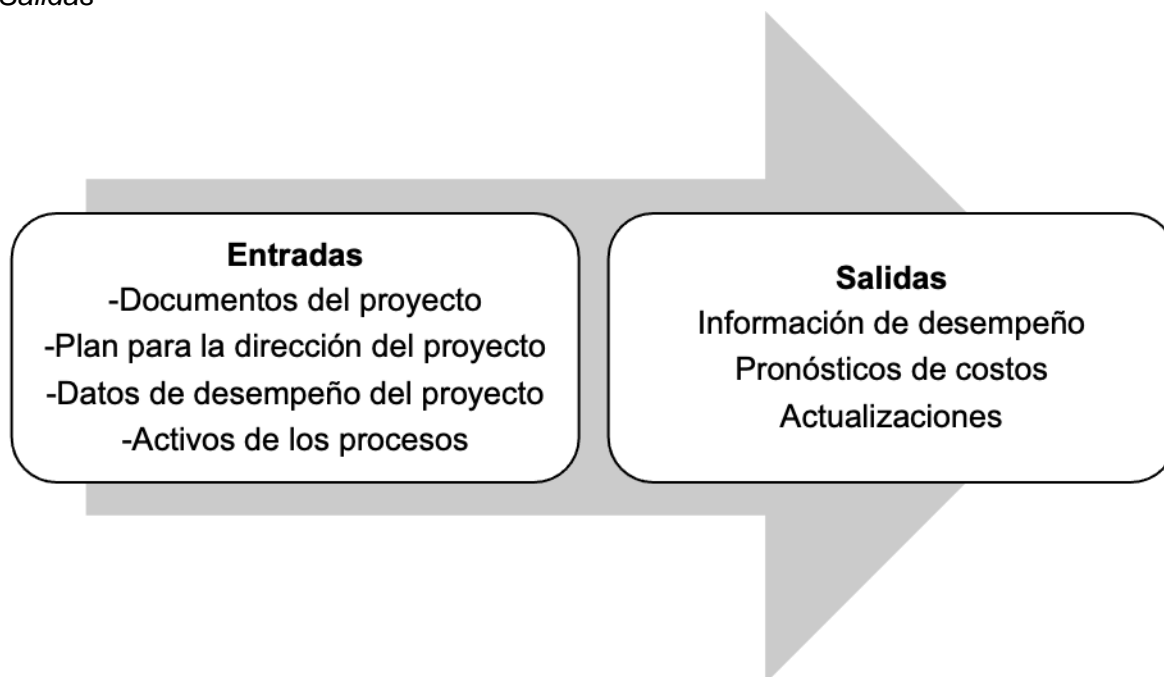 Salidas
Entradas
-Documentos del proyecto
-Plan para la dirección del proyecto
-Datos de desempeño del proyecto
-Activos de los procesos
Salidas
Información de desempeño
Pronósticos de costos
Actualizaciones